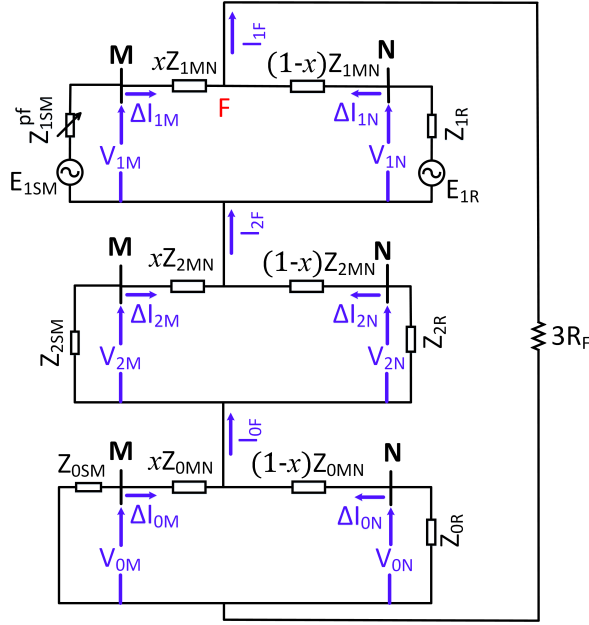 I1F
M
xZ1MN
(1-x)Z1MN
N
F
ΔI1M
ΔI1N
Z1SM pf
Z1R
V1M
V1N
E1SM
E1R
I2F
M
xZ2MN
(1-x)Z2MN
N
ΔI2M
ΔI2N
Z2SM
Z2R
3RF
V2M
V2N
I0F
M
xZ0MN
(1-x)Z0MN
N
Z0SM
ΔI0M
ΔI0N
Z0R
V0M
V0N